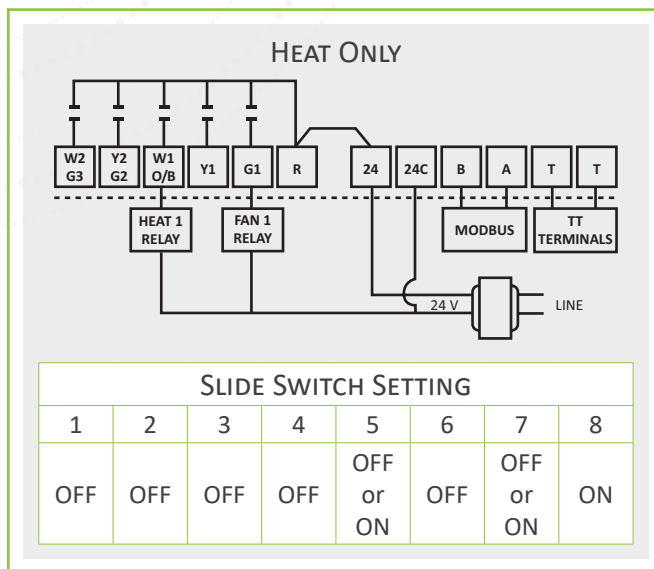 HEAT ONLY
W2 G3
Y2 G2
W1 O/B
Y1
G1
R
24
24C
B
A
T
T
HEAT 1
RELAY
FAN 1
RELAY
MODBUS
TT
TERMINALS
24 V
LINE
SLIDE SWITCH SETTING
1 2 3 4 5 6 7 8
OFF OFF OFF OFF OFF or ON OFF OFF or ON ON